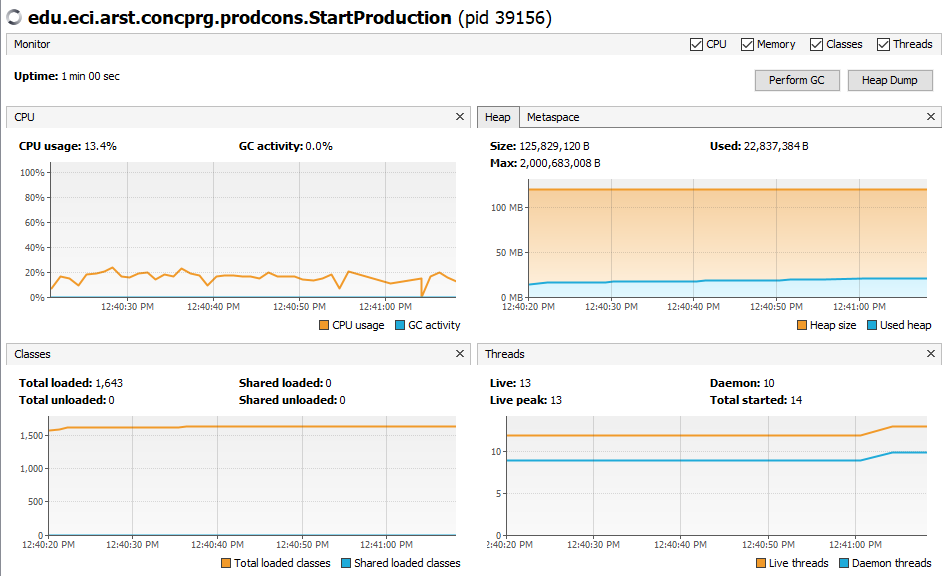 edu.eci.arst.concprg.prodcons.StartProduction (pid 39156)
Monitor
CPU Memory Classes Threads
Uptime: 1 min 00 sec
Perform GC Heap Dump
CPU
CPU usage: 13.4% GC activity: 0.0%
100%
80%
60%
40%
20%
0%
12:40:30 PM 12:40:40 PM 12:40:50 PM 12:41:00 PM
CPU usage GC activity
Heap Metaspace
Size: 125,829,120 B Used: 22,837,384 B
Max: 2,000,683,008 B
100 MB
50 MB
0 MB
12:40:20 PM 12:40:30 PM 12:40:40 PM 12:40:50 PM 12:41:00 PM
Heap size Used heap
Classes
Total loaded: 1,643 Shared loaded: 0
Total unloaded: 0 Shared unloaded: 0
1,500
1,000
500
0
12:40:20 PM 12:40:30 PM 12:40:40 PM 12:40:50 PM 12:41:00 PM
Total loaded classes Shared loaded classes
Threads
Live: 13 Daemon: 10
Live peak: 13 Total started: 14
10
5
0
2:40:20 PM 12:40:30 PM 12:40:40 PM 12:40:50 PM 12:41:00 PM
Live threads Daemon threads